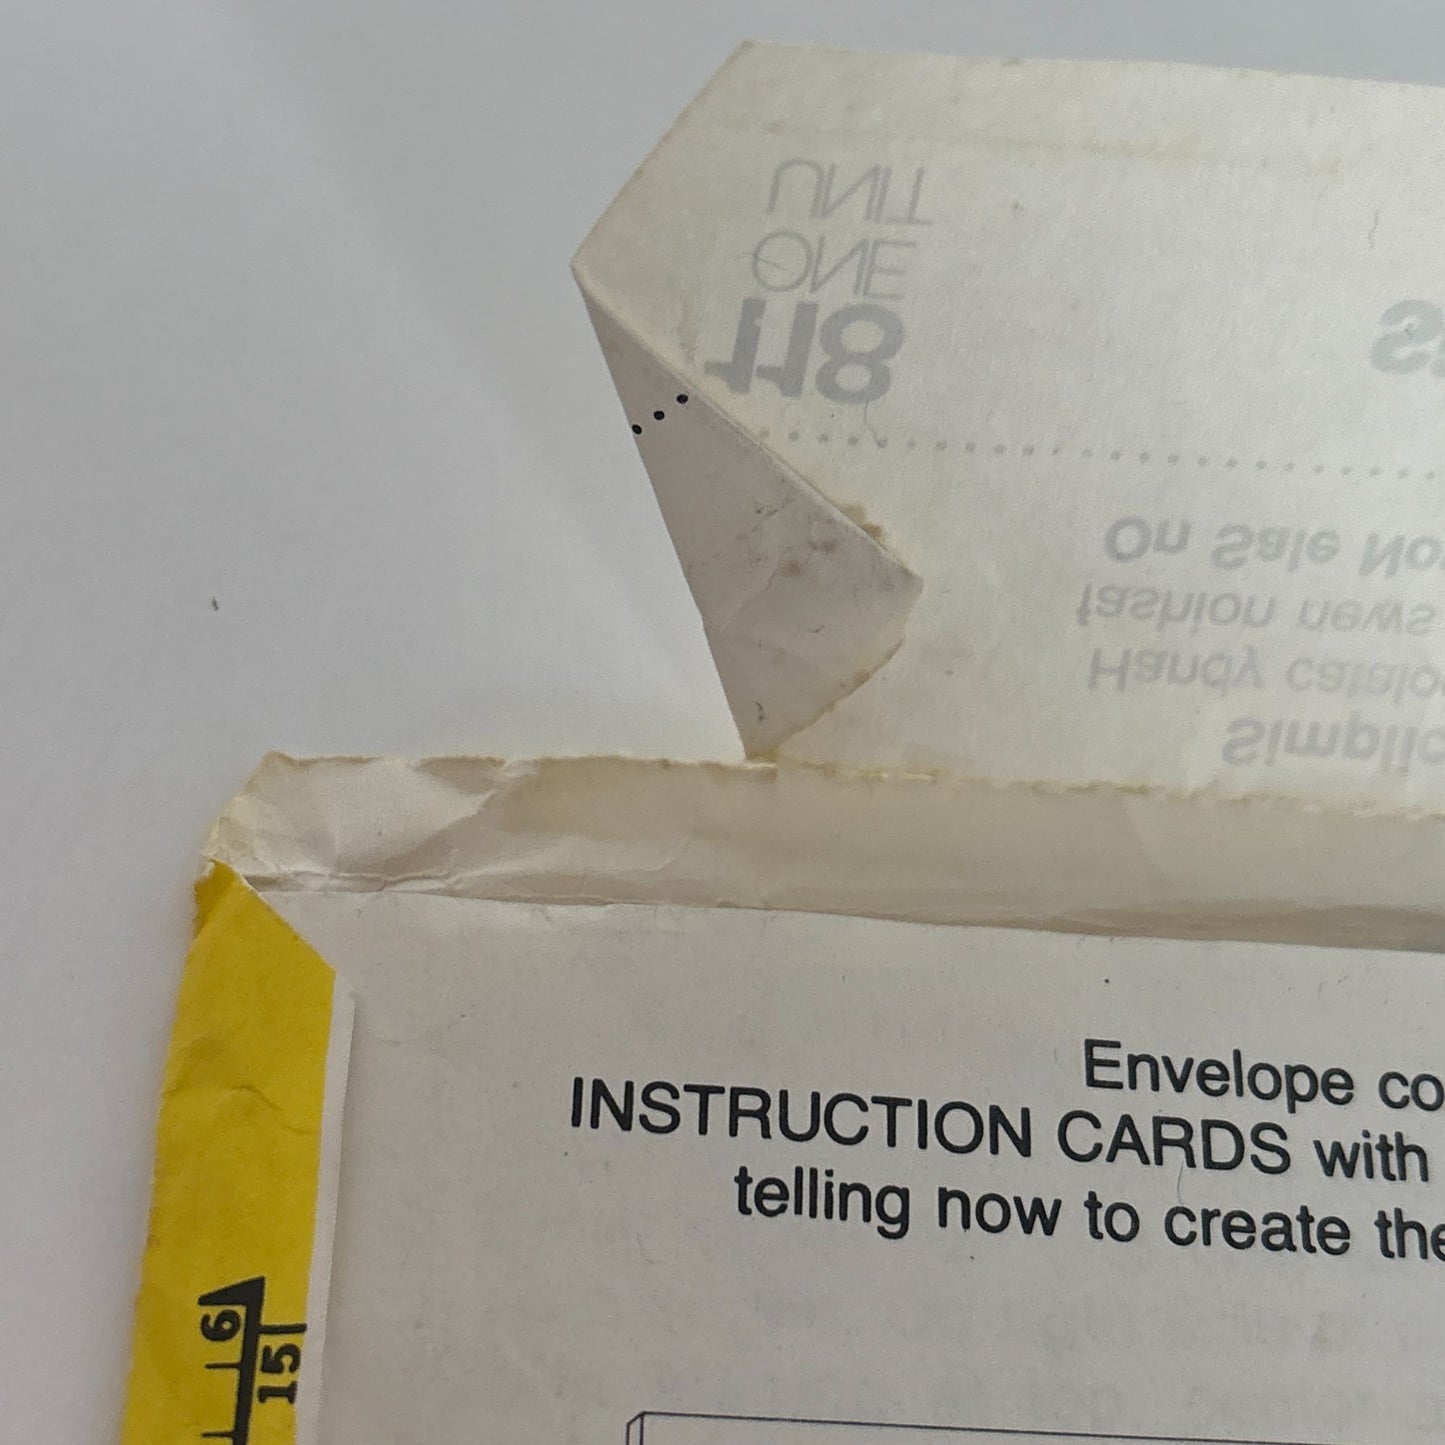 Simplic
Handy catalo
fashion news
On Sale No
118
ONE
UNIT
Envelope co
INSTRUCTION CARDS with
telling now to create the
6
15